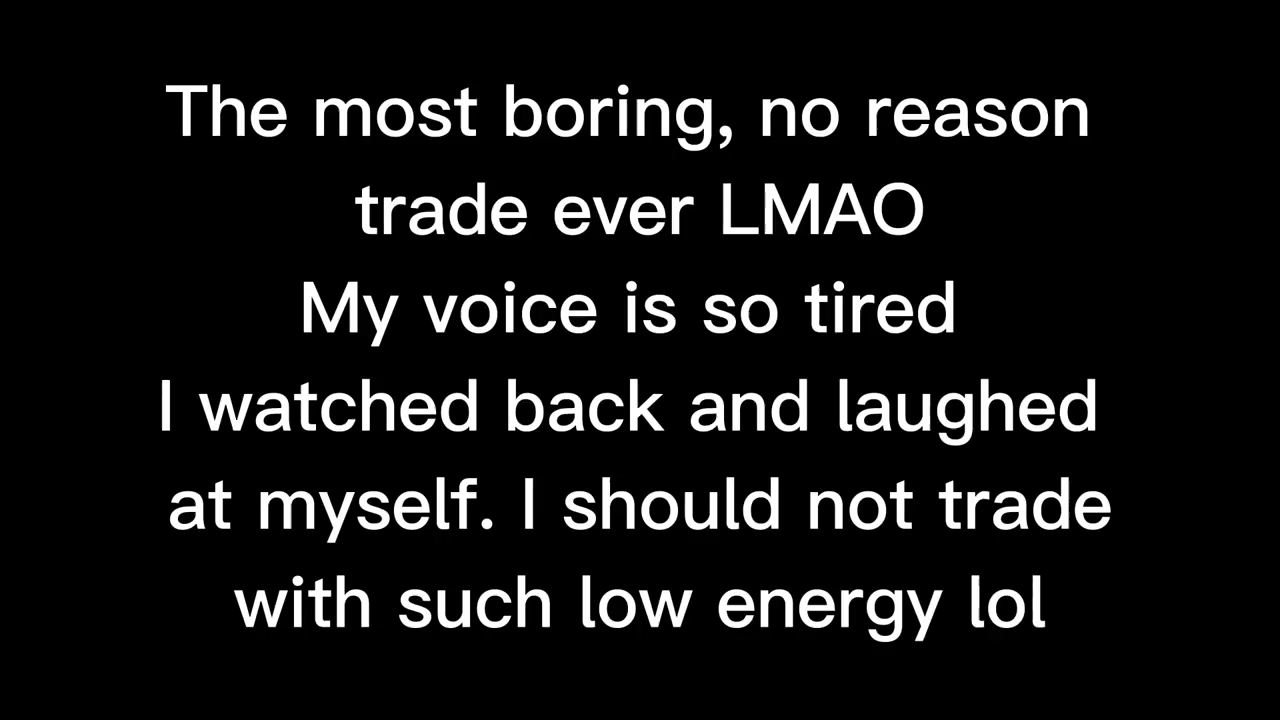 The most boring, no reason
trade ever LMAO
My voice is so tired
I watched back and laughed
at myself. I should not trade
with such low energy lol